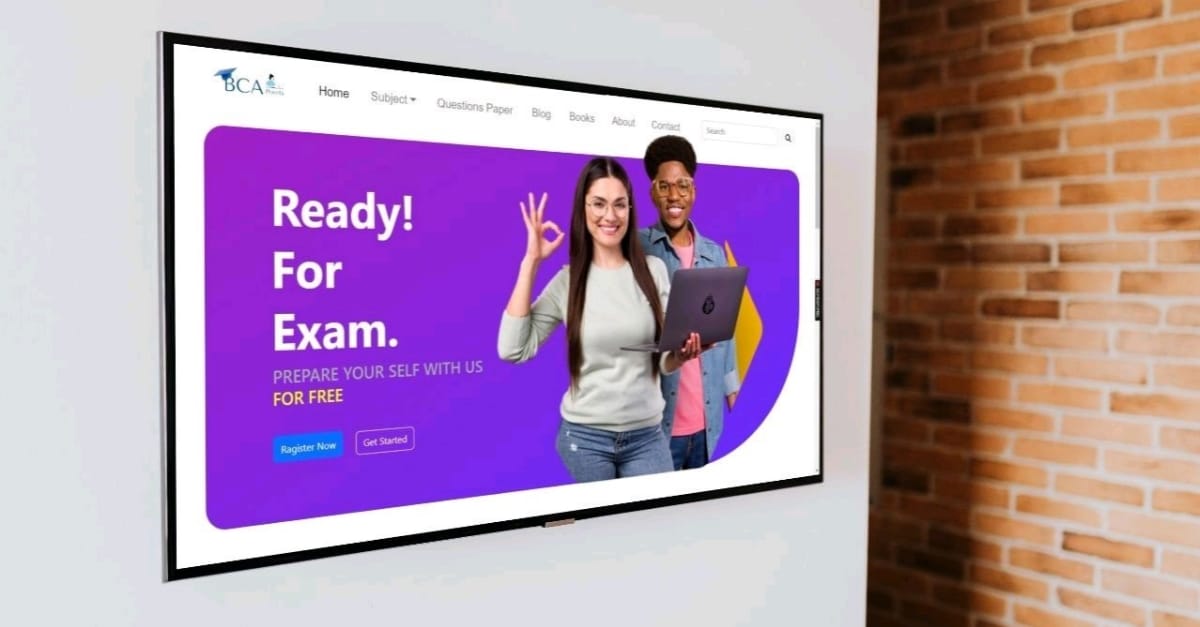 BCA
Points
Home
Subject
Questions Paper
Blog
Books
About
Contact
Search
Ready!
For
Exam.
PREPARE YOUR SELF WITH US
FOR FREE
Ragister Now
Get Started